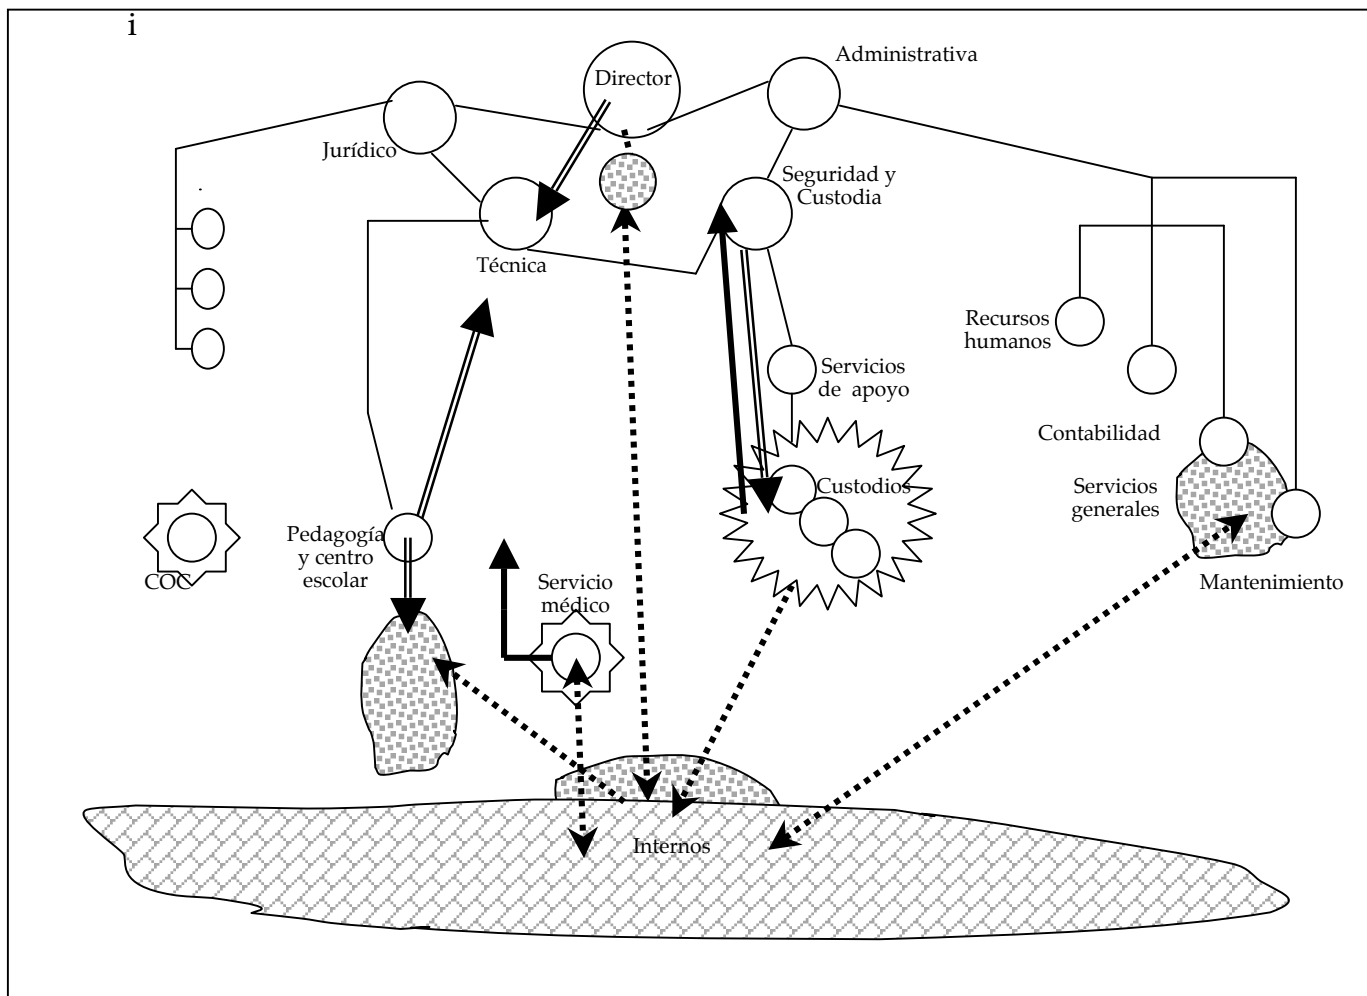 i
Administrativa
Director
Jurídico
Seguridad y
Custodia
Técnica
Recursos
humanos
Servicios
de apoyo
Contabilidad
Custodios
Servicios
generales
Pedagogía
y centro
escolar
COC
Servicio
médico
Mantenimiento
Internos